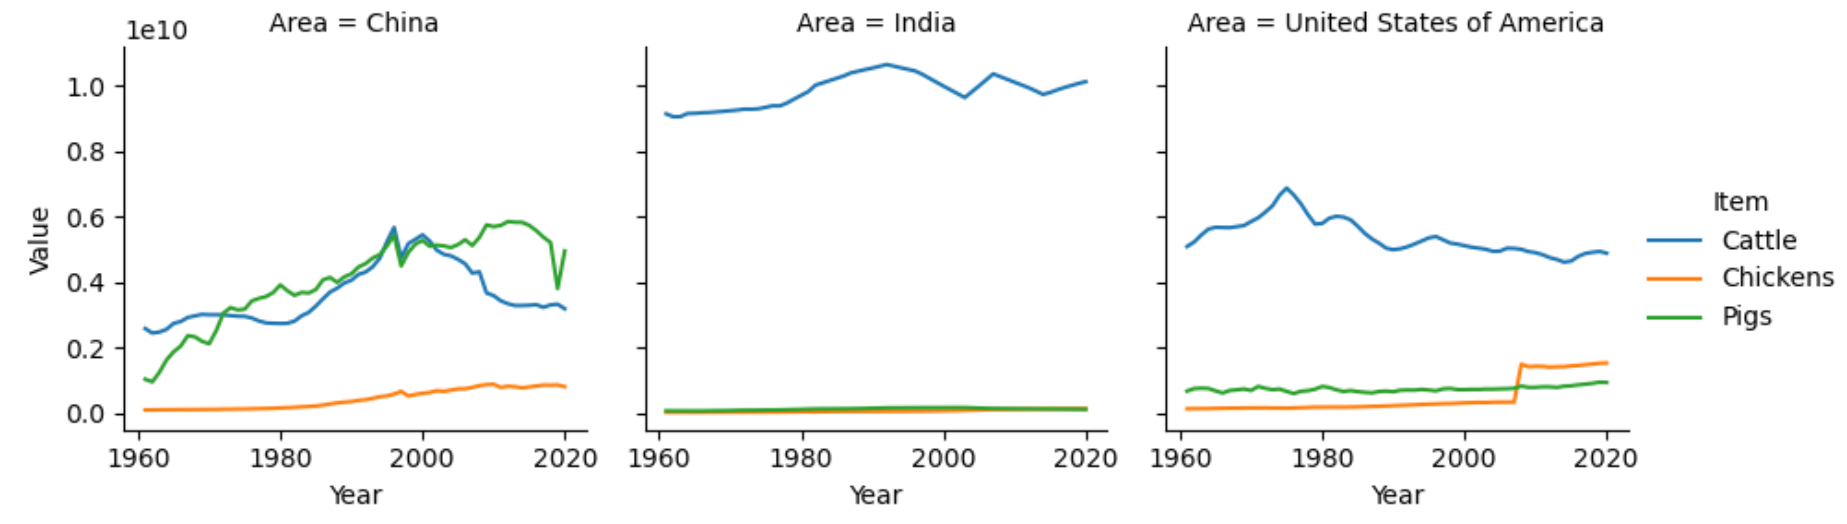 1e10
Area = China
Area = India
Area = United States of America
Value
1.0
0.8
0.6
0.4
0.2
0.0
1960 1980 2000 2020
1960 1980 2000 2020
1960 1980 2000 2020
Year
Year
Year
Item
Cattle
Chickens
Pigs